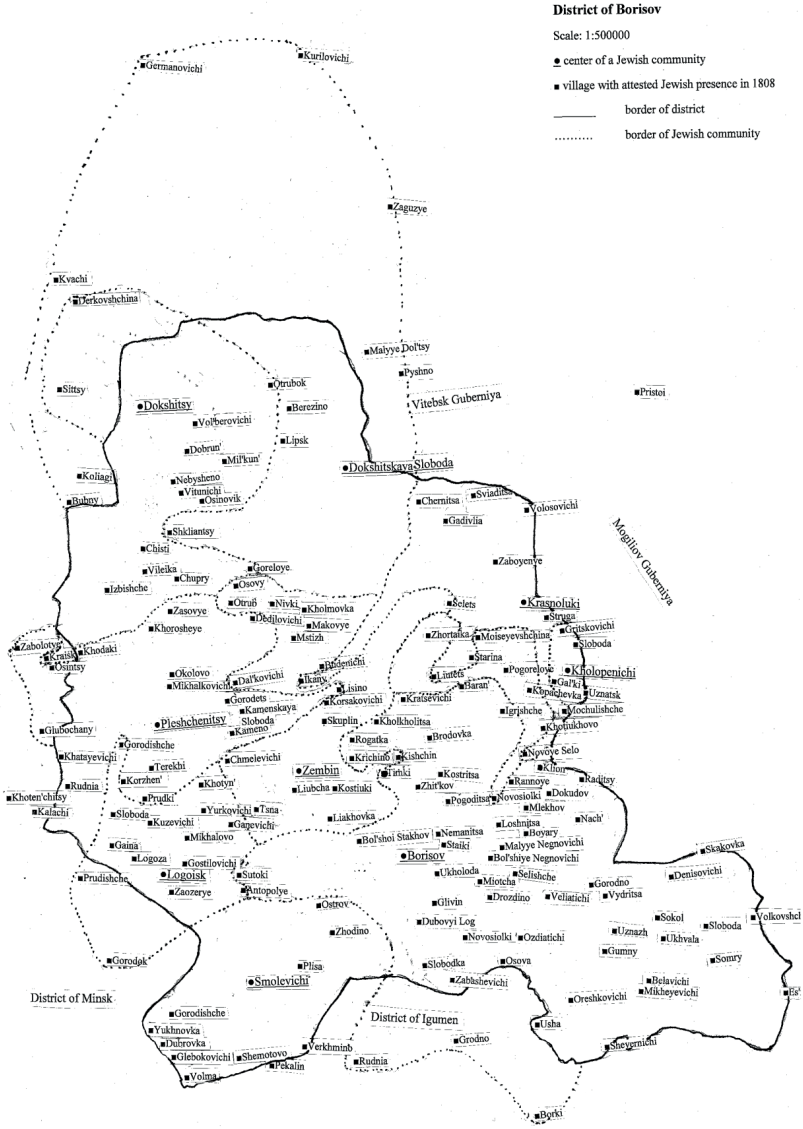 District of Borisov
Scale: 1:500000
center of a Jewish community
village with attested Jewish presence in 1808
border of district
border of Jewish community
Kurilovichi
Germanovichi
Zaguzye
Kvachi
Derkovshchina
Malyye Dol'tsy
Pyshno
Otrubok
Sittsy
Pristoi
Vitebsk Guberniya
Dokshitsy
Berezino
Vol'berovichi
Lipsk
Dobrun'
Mil'kun'
Dokshitskaya Sloboda
Koliagi
Nebysheno
Vitunichi
Osinovik
Bubny
Chernitsa
Sviaditsa
Volosovichi
Gadivlia
Mogiliov Guberniya
Shkliantsy
Chisti
Zaboyenye
Vileika
Goreloye
Chupry
Izbishche
Osovy
Zasovye
Otrub
Nivki
Kholmovka
Selets
Krasnoluki
Struga
Dedilovichi
Makovye
Khorosheye
Mstizh
Zhortaika
Moiseyevshchina
Gritskovichi
Sloboda
Zabolotye
Kraisk
Khodaki
Osintsy
Starina
Budenichi
Okolovo
Mikhalkovichi
Dal'kovichi
Ikany
Liutets
Pogoreloye
Kholopenichi
Gal'ki
Lisino
Baran'
Kopachevka
Uznatsk
Gorodets
Korsakovichi
Kraisevichi
Kamenskaya
Sloboda
Igrishche
Mochulishche
Pleshchenitsy
Kameno
Skuplin
Kholkholitsa
Khotiukhovo
Glubochany
Gorodishche
Rogatka
Brodovka
Khatayevichi
Chmelevichi
Krichino
Kishchin
Novoye Selo
Terekhi
Zembin
Timki
Kostritsa
Klion
Korzhen'
Khotyn'
Rannoye
Raditsy
Rudnia
Liubcha
Kostiuki
Zhit'kov
Khoten'chitsy
Prudki
Pogoditsa
Novosiolki
Dokudov
Kalachi
Sloboda
Yurkovichi
Tsna
Mlekhov
Kuzevichi
Ganevichi
Liakhovka
Loshnitsa
Nach'
Mikhalovo
Bol'shoi Stakhov
Nemanitsa
Boyary
Gaina
Staiki
Malyye Negnovichi
Skakovka
Logoza
Gostilovichi
Borisov
Bol'shiye Negnovichi
Prudishche
Logoisk
Sutoki
Ukholoda
Selishche
Denisovichi
Miotcha
Gorodno
Zaozerye
Antopolye
Drozdino
Veliatichi
Vydritsa
Ostrov
Glivin
Sokol
Volkovshcl
Zhodino
Dubovyi Log
Uznazh
Sloboda
Novosiolki
Ozdiatichi
Ukhvala
Gumny
Gorodok
Plisa
Slobodka
Osova
Somry
Smolevichi
Zabashevichi
Belavichi
Mikheyevichi
Es'
District of Minsk
Oreshkovichi
Gorodishche
District of Igumen
Usha
Yukhnovka
Dubrovka
Grodno
Glebokovichi
Shemotovo
Verkhmino
Shevernichi
Pekalin
Rudnia
Volma
Borki